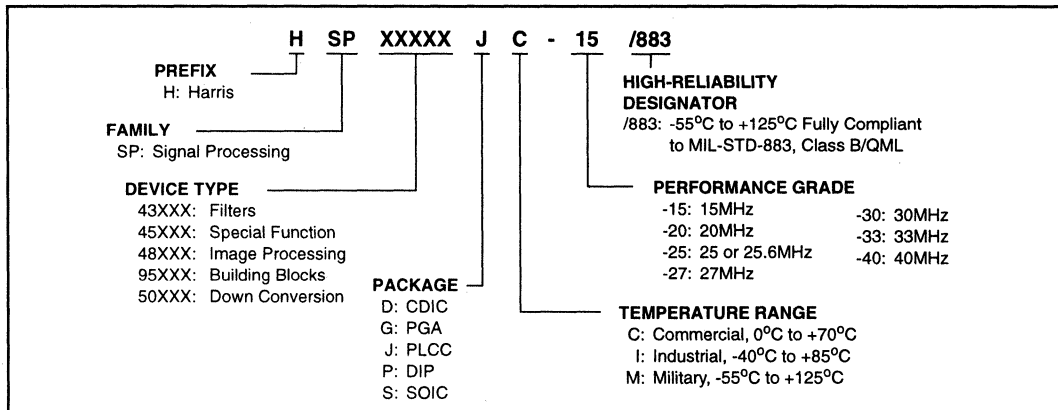 H SP XXXXX J C - 15 /883
PREFIX
H: Harris
FAMILY
SP: Signal Processing
DEVICE TYPE
43XXX: Filters
45XXX: Special Function
48XXX: Image Processing
95XXX: Building Blocks
50XXX: Down Conversion
PACKAGE
D: CDIC
G: PGA
J: PLCC
P: DIP
S: SOIC
HIGH-RELIABILITY
DESIGNATOR
/883: -55°C to +125°C Fully Compliant
to MIL-STD-883, Class B/QML
PERFORMANCE GRADE
-15: 15MHz
-20: 20MHz
-25: 25 or 25.6MHz
-27: 27MHz
-30: 30MHz
-33: 33MHz
-40: 40MHz
TEMPERATURE RANGE
C: Commercial, 0°C to +70°C
I: Industrial, -40°C to +85°C
M: Military, -55°C to +125°C